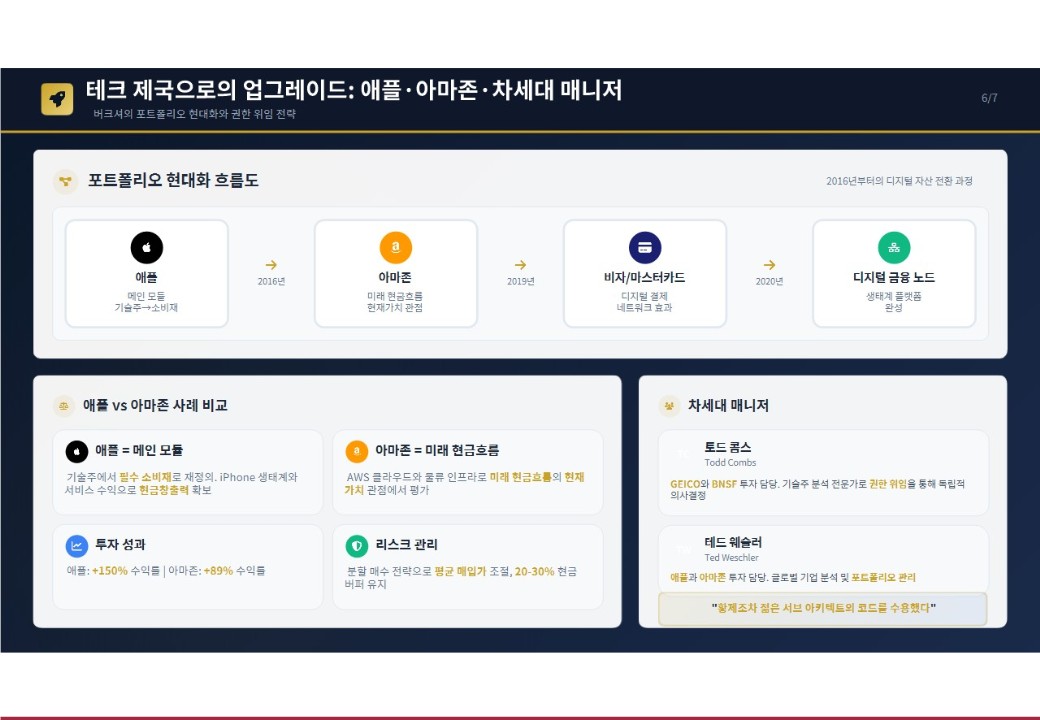 테크 제국으로의 업그레이드: 애플·아마존·차세대 매니저
버크셔의 포트폴리오 현대화와 권한 위임 전략
6/7
포트폴리오 현대화 흐름도
2016년부터의 디지털 자산 전환 과정
애플
메인 모듈
기술주→소비재
→
2016년
아마존
미래 현금흐름
현재가치 관점
→
2019년
비자/마스터카드
디지털 결제
네트워크 효과
→
2020년
디지털 금융 노드
생태계 플랫폼
완성
애플 vs 아마존 사례 비교
애플 = 메인 모듈
기술주에서 필수 소비재로 재정의. iPhone 생태계와
서비스 수익으로 현금창출력 확보
아마존 = 미래 현금흐름
AWS 클라우드와 물류 인프라로 미래 현금흐름의 현재
가치 관점에서 평가
투자 성과
애플: +150% 수익률 | 아마존: +89% 수익률
리스크 관리
분할 매수 전략으로 평균 매입가 조절, 20-30% 현금
버퍼 유지
차세대 매니저
토드 콤스
Todd Combs
GEICO와 BNSF 투자 담당. 기술주 분석 전문가로 권한 위임을 통해 독립적
의사결정
테드 웨슬러
Ted Weschler
애플과 아마존 투자 담당. 글로벌 기업 분석 및 포트폴리오 관리
"황제조차 젊은 서브 아키텍트의 코드를 수용했다"